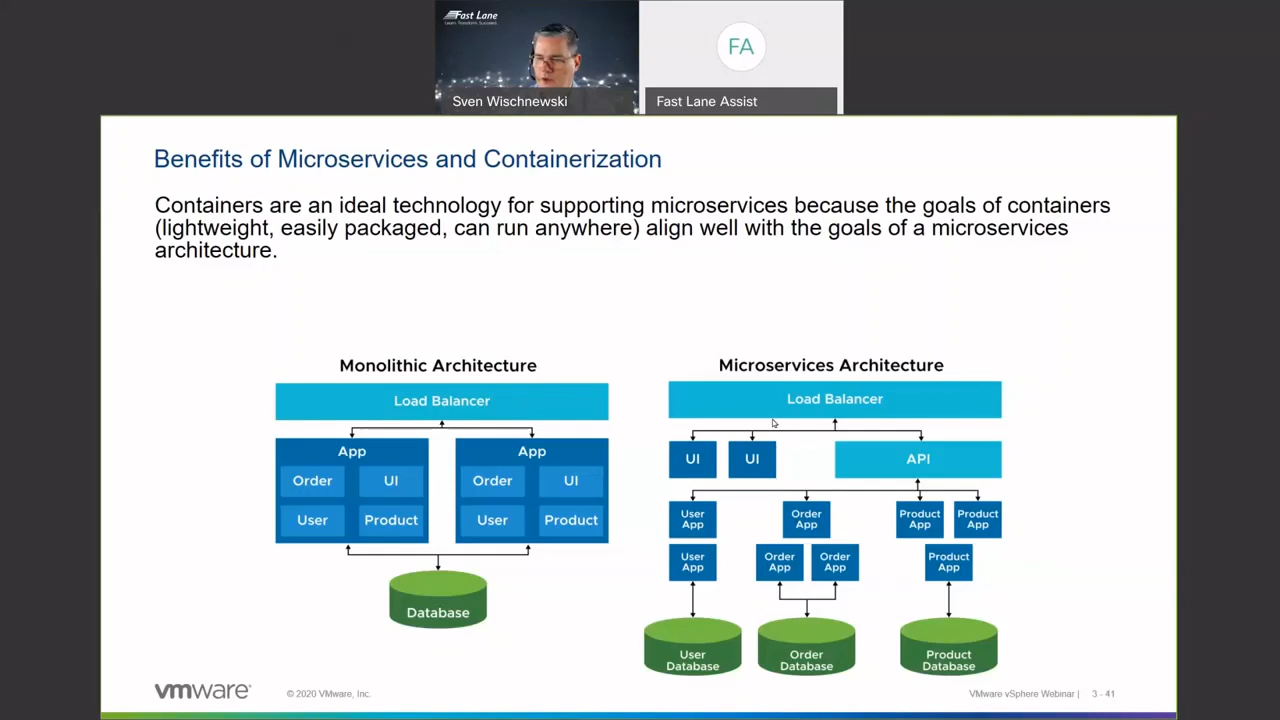 Fast Lane
Sven Wischnewski
FA
Fast Lane Assist
Benefits of Microservices and Containerization
Containers are an ideal technology for supporting microservices because the goals of containers
(lightweight, easily packaged, can run anywhere) align well with the goals of a microservices
architecture.
Monolithic Architecture
Load Balancer
App
Order
UI
User
Product
App
Order
UI
User
Product
Database
Microservices Architecture
Load Balancer
UI
UI
API
User
App
Order
App
Product
App
Product
App
User
App
Order
App
Order
App
Product
App
User
Database
Order
Database
Product
Database
vmware®
© 2020 VMware, Inc.
VMware vSphere Webinar | 3 - 41